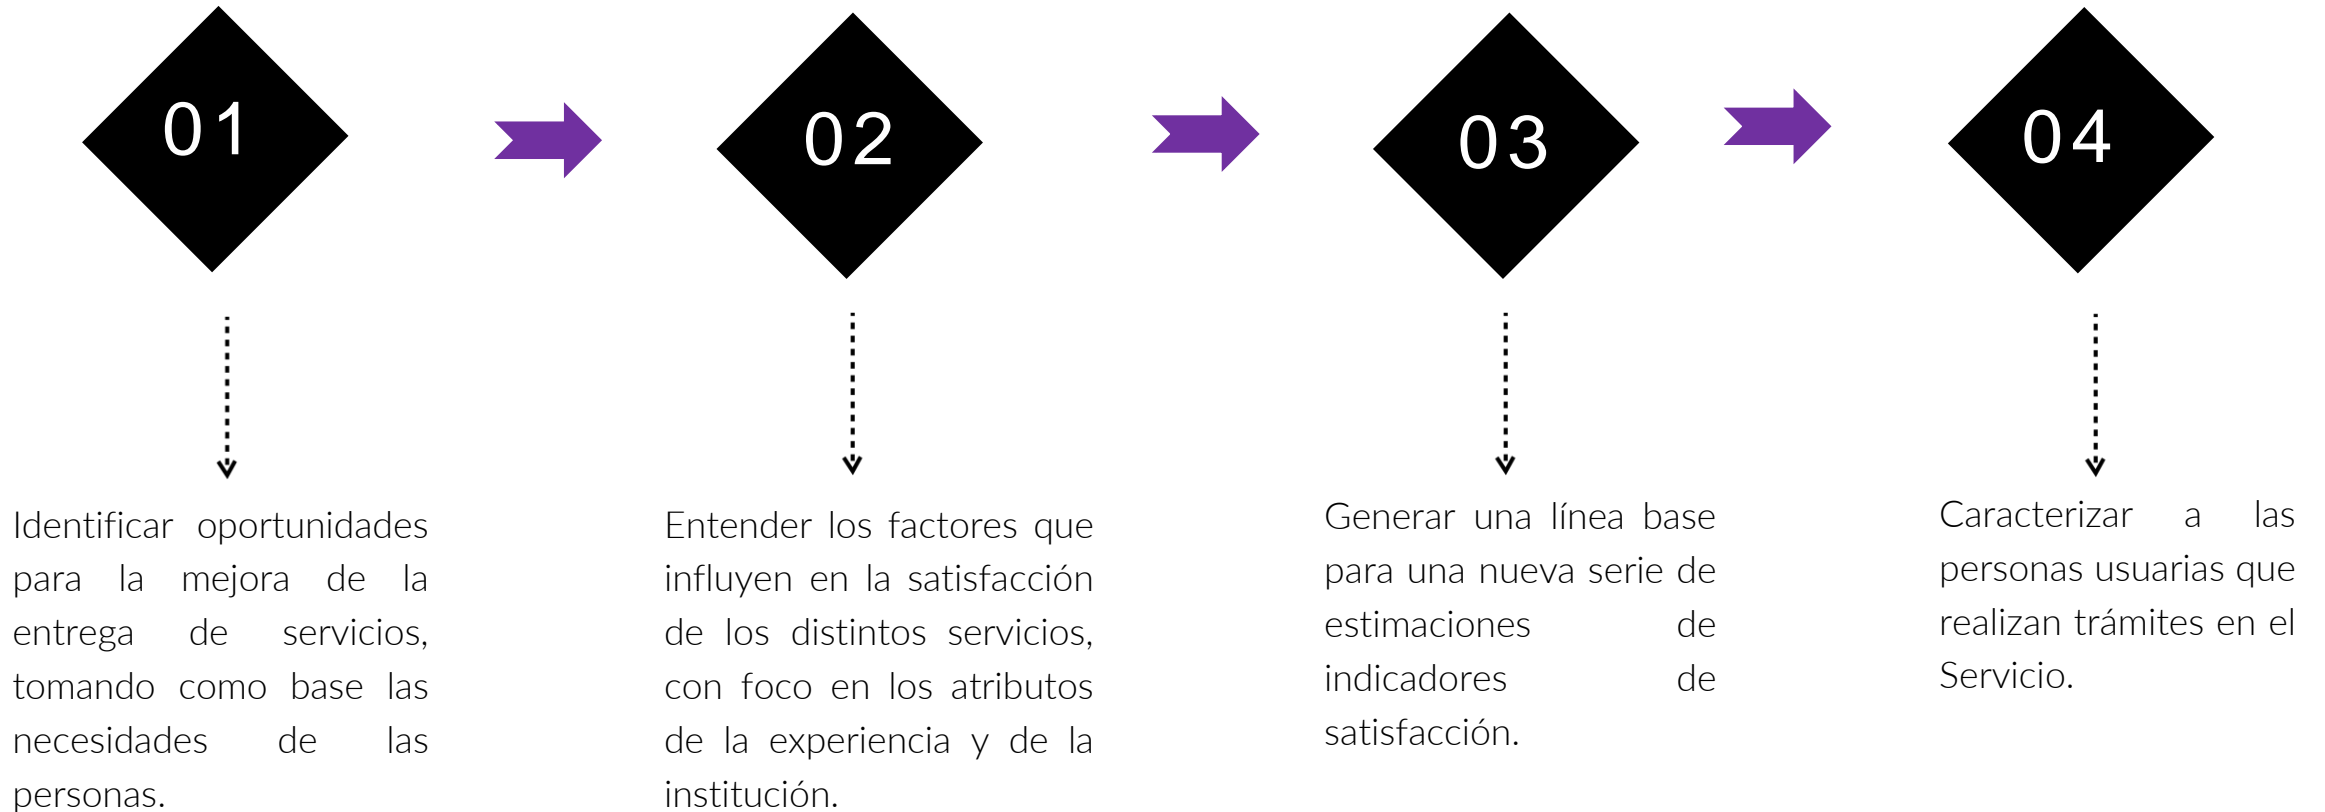 01
02
03
04
Identificar oportunidades
para la mejora de la
entrega de servicios,
tomando como base las
necesidades de las
personas.
Entender los factores que
influyen en la satisfacción
de los distintos servicios,
con foco en los atributos
de la experiencia y de la
institución.
Generar una línea base
para una nueva serie de
estimaciones de
indicadores de
satisfacción.
Caracterizar a las
personas usuarias que
realizan trámites en el
Servicio.